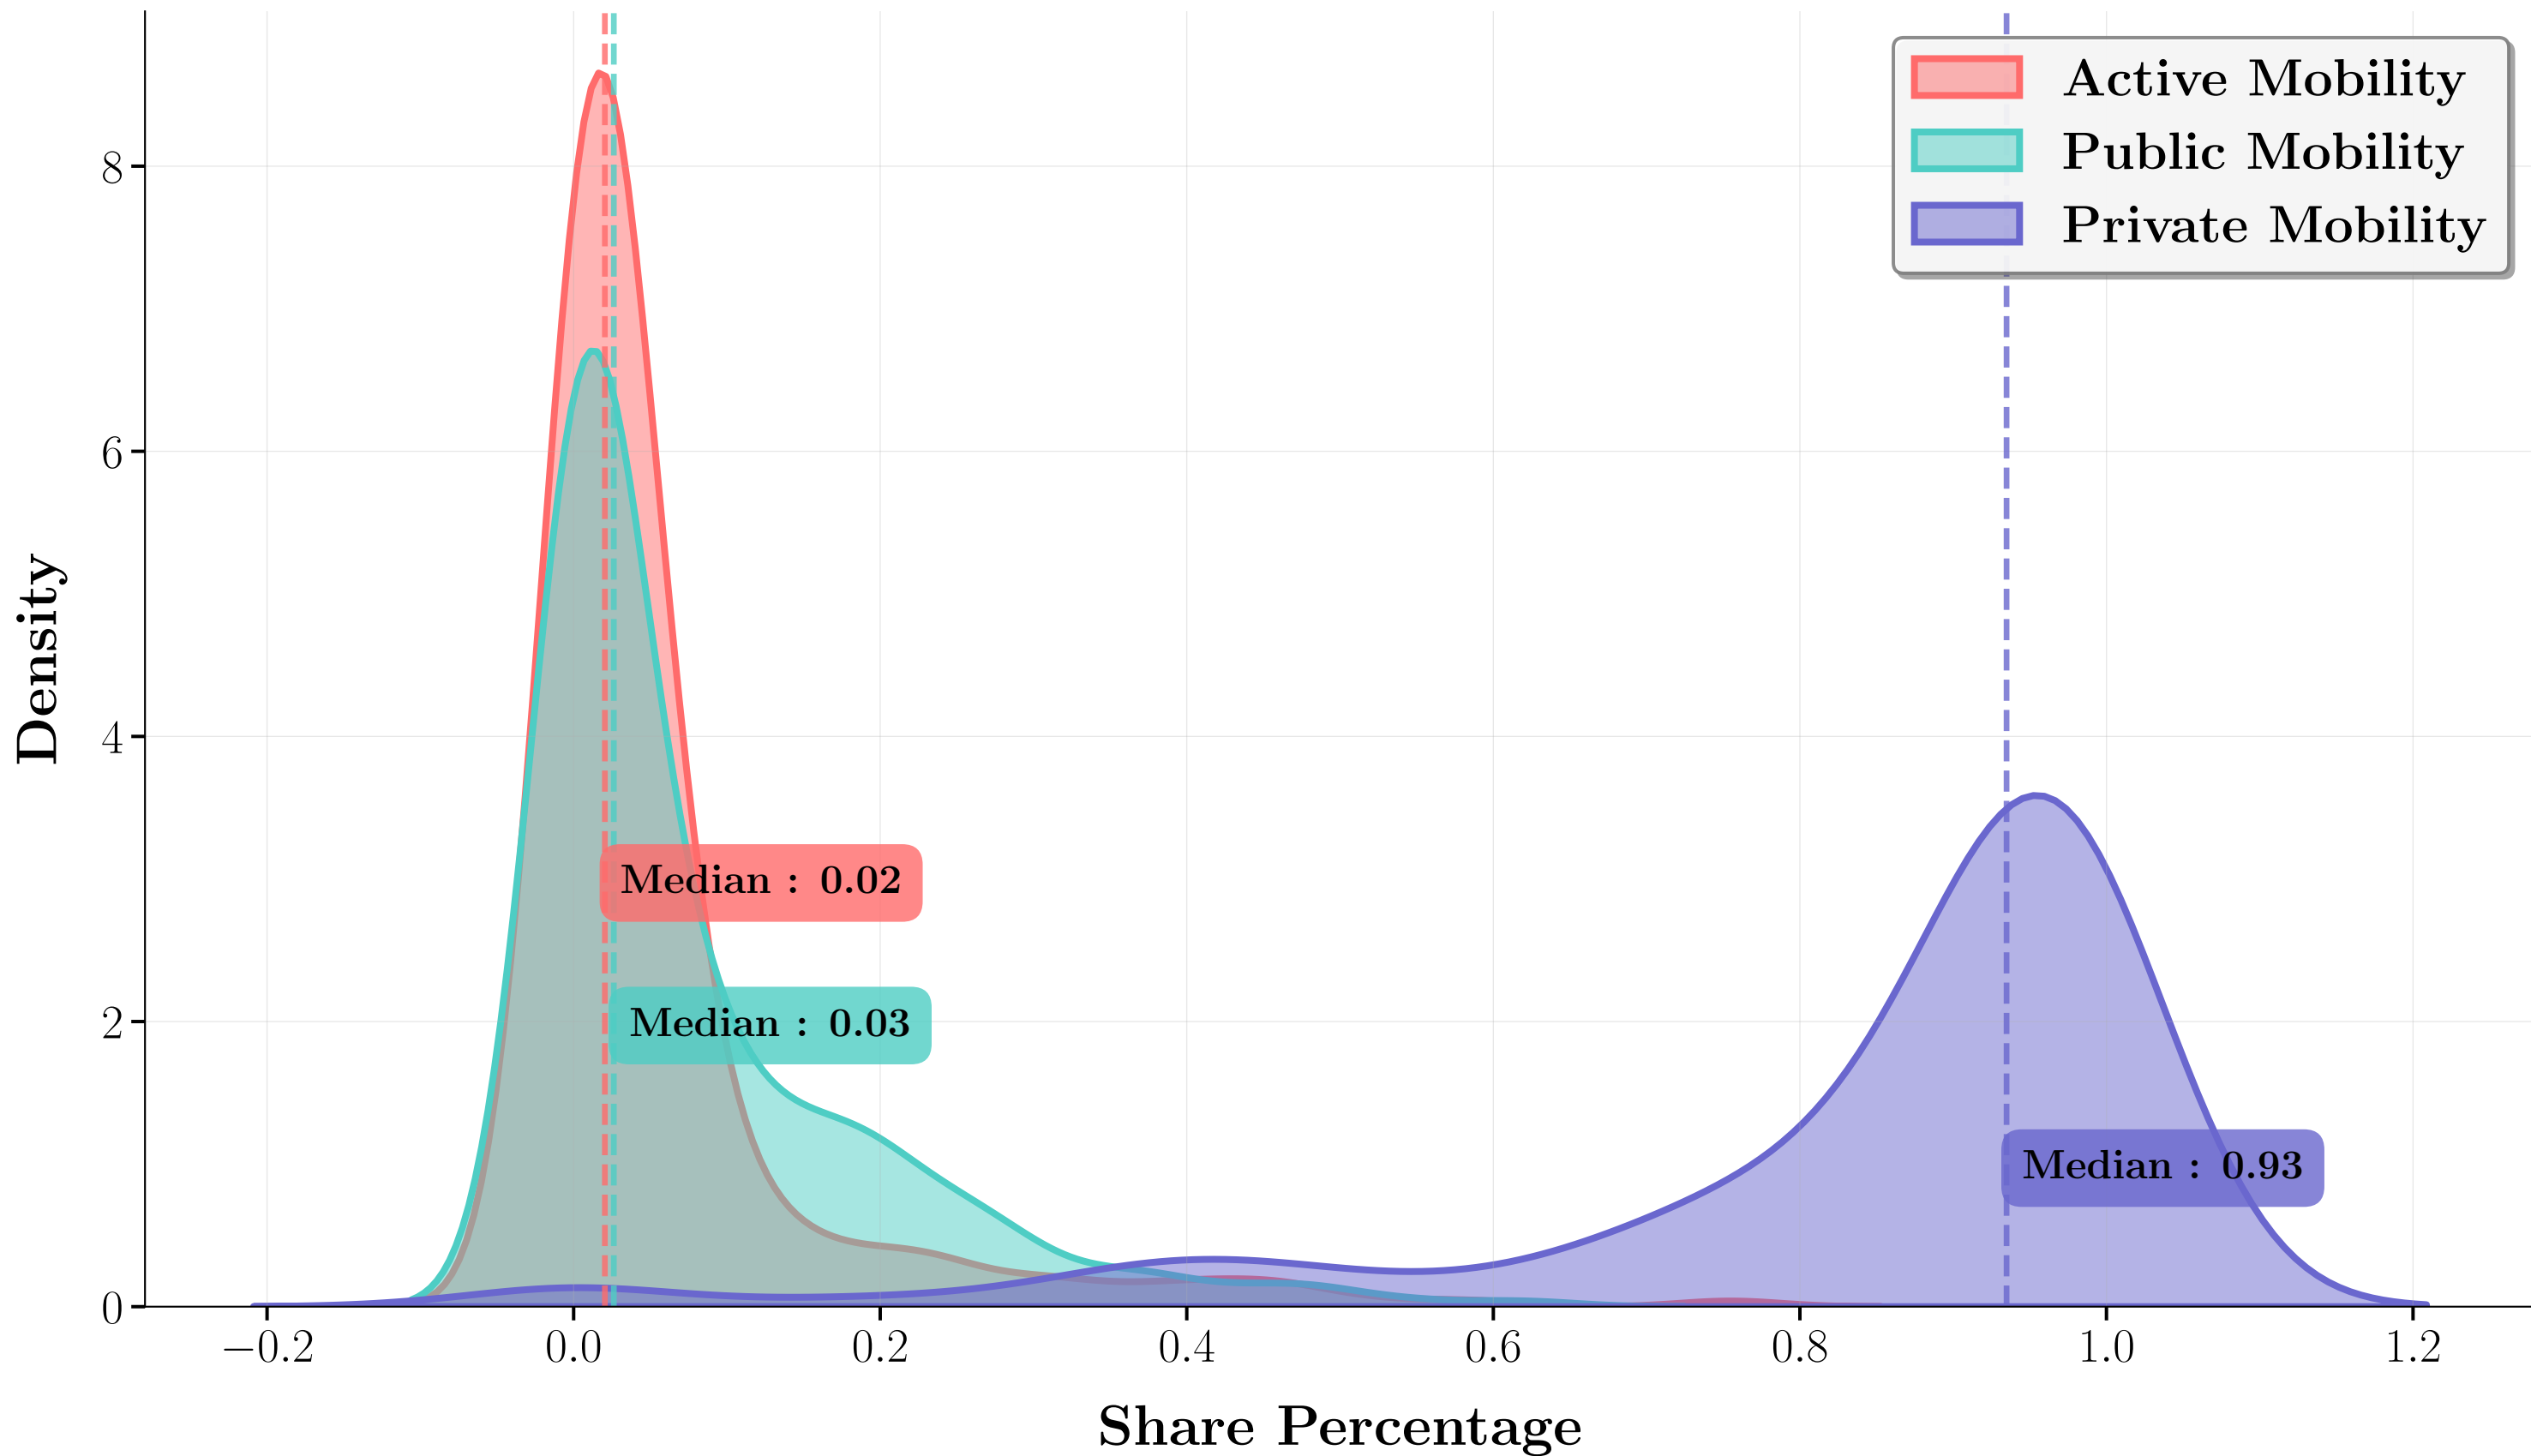 Active Mobility
Public Mobility
Private Mobility
8
6
4
2
0
Density
Median : 0.02
Median : 0.03
Median : 0.93
−0.2 0.0 0.2 0.4 0.6 0.8 1.0 1.2
Share Percentage